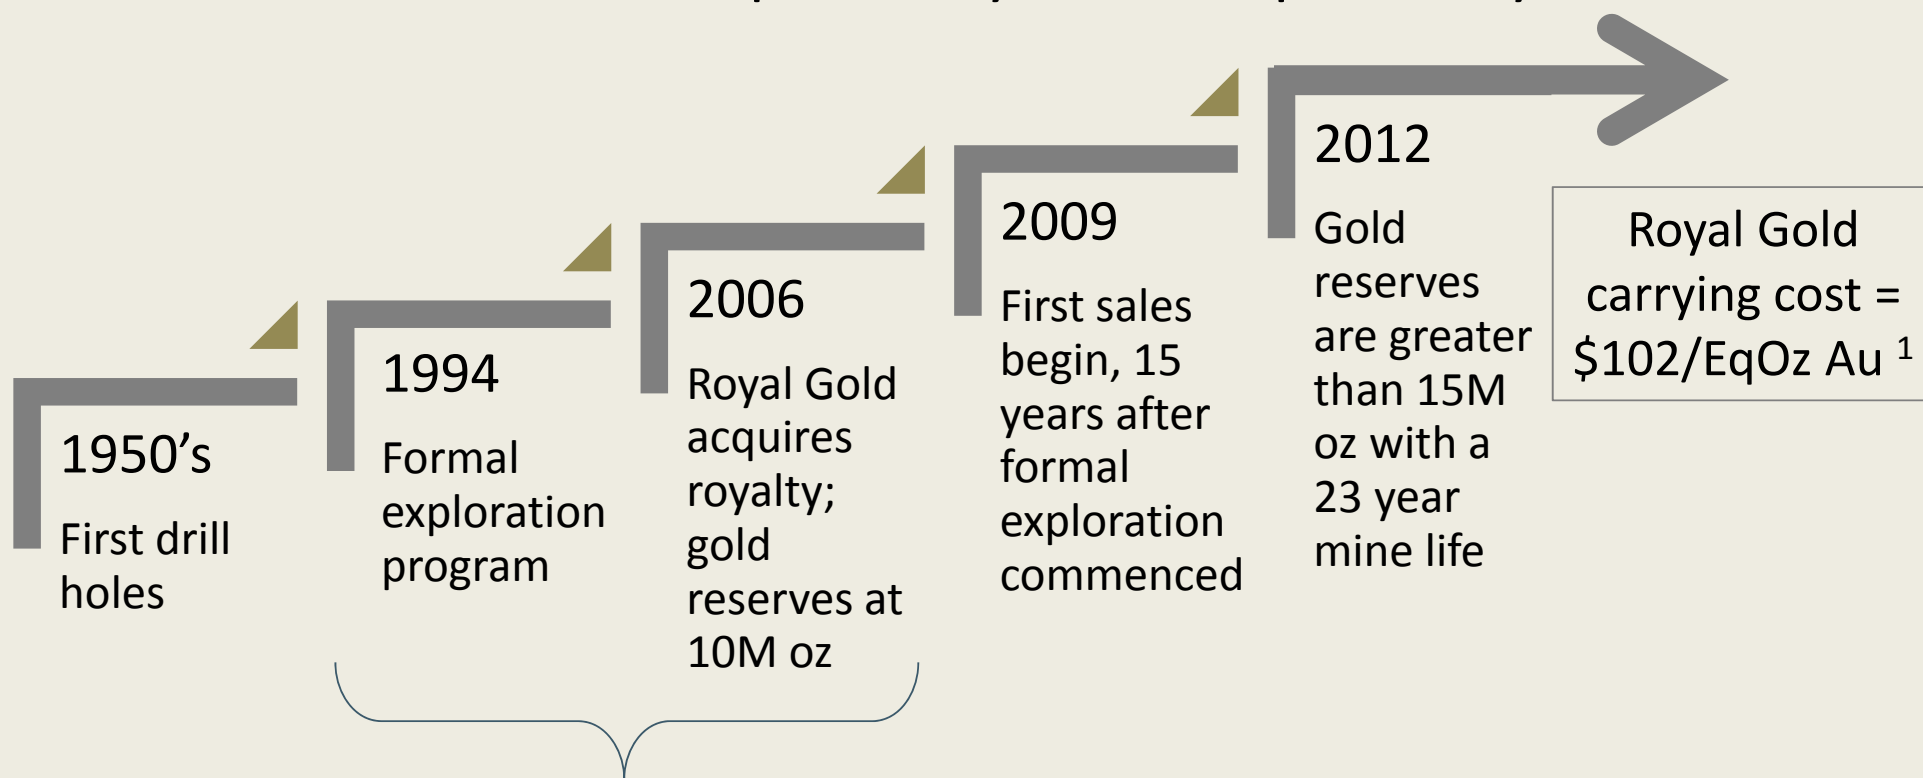 1950’s
First drill
holes
1994
Formal
exploration
program
2006
Royal Gold
acquires
royalty;
gold
reserves at
10M oz
2009
First sales
begin, 15
years after
formal
exploration
commenced
2012
Gold
reserves
are greater
than 15M
oz with a
23 year
mine life
Royal Gold
carrying cost =
$102/EqOz Au 1